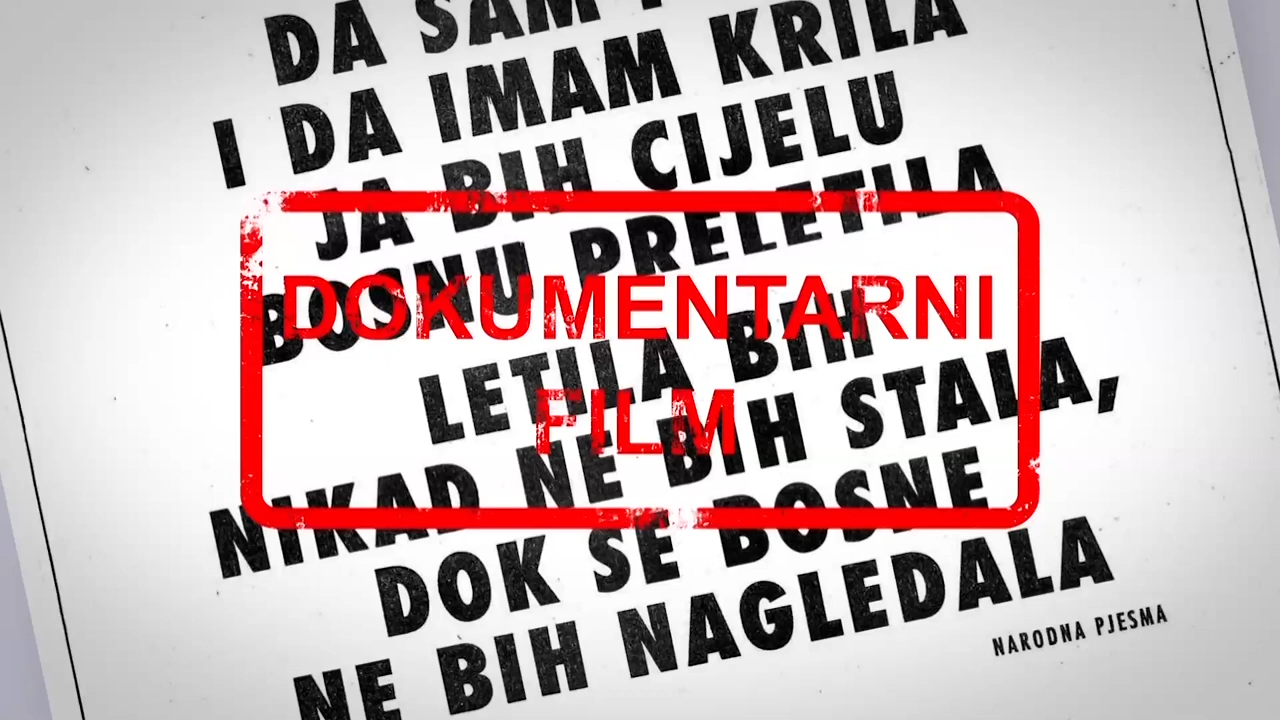 DA SAM
I DA IMAM KRILA
JA BIH CIJELU
BOSNU PRELETILA
LETILA BIH
NIKAD NE BIH STALA,
DOK SE BOSNE
NE BIH NAGLEDALA
NARODNA PJESMA
DOKUMENTARNI
FILM